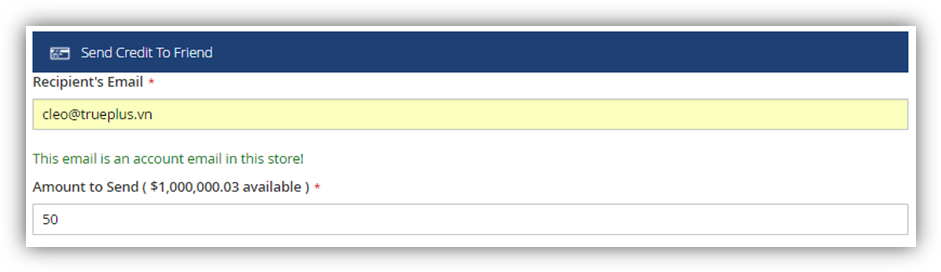 Send Credit To Friend
Recipient's Email *
cleo@trueplus.vn
This email is an account email in this store!
Amount to Send ( $1,000,000.03 available ) *
50